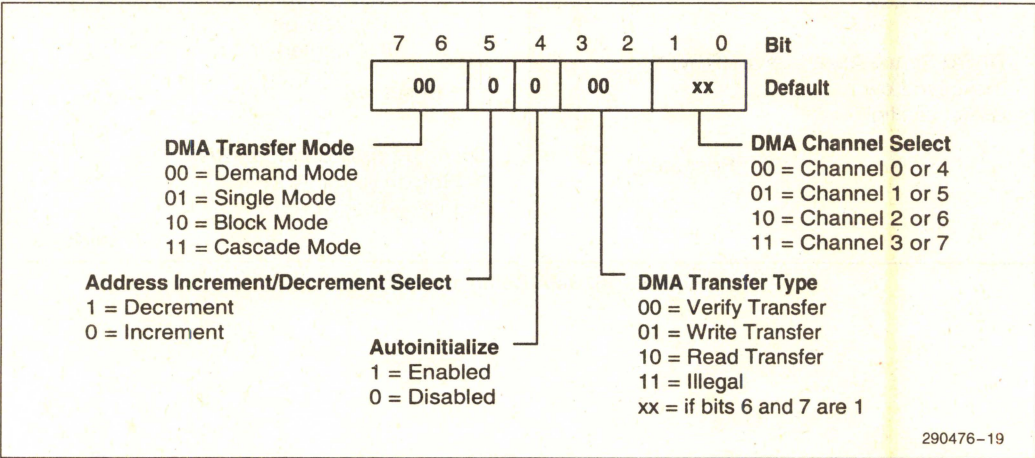 7 6 5 4 3 2 1 0 Bit
00 0 0 00 xx Default
DMA Transfer Mode
00 = Demand Mode
01 = Single Mode
10 = Block Mode
11 = Cascade Mode
DMA Channel Select
00 = Channel 0 or 4
01 = Channel 1 or 5
10 = Channel 2 or 6
11 = Channel 3 or 7
Address Increment/Decrement Select
1 = Decrement
0 = Increment
Autoinitialize
1 = Enabled
0 = Disabled
DMA Transfer Type
00 = Verify Transfer
01 = Write Transfer
10 = Read Transfer
11 = Illegal
xx = if bits 6 and 7 are 1
290476–19